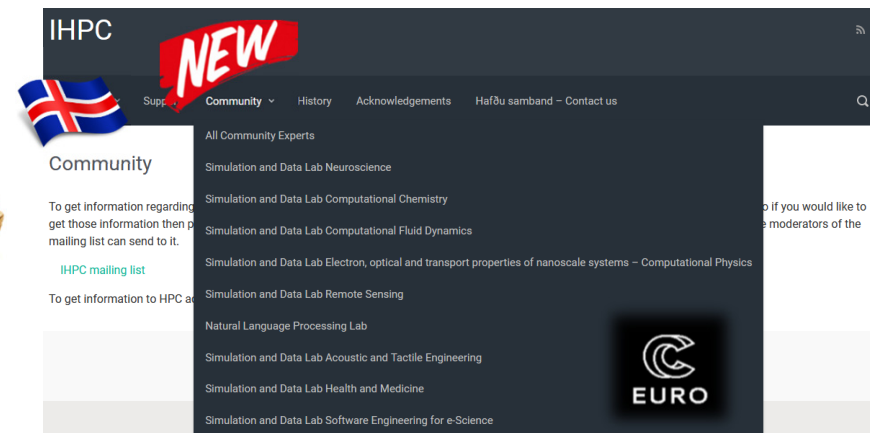 IHPC
NEW
Community
History
Acknowledgements
Hafðu samband – Contact us
All Community Experts
Simulation and Data Lab Neuroscience
Simulation and Data Lab Computational Chemistry
Simulation and Data Lab Computational Fluid Dynamics
Simulation and Data Lab Electron, optical and transport properties of nanoscale systems – Computational Physics
Simulation and Data Lab Remote Sensing
Natural Language Processing Lab
Simulation and Data Lab Acoustic and Tactile Engineering
Simulation and Data Lab Health and Medicine
Simulation and Data Lab Software Engineering for e-Science
EURO
Community
To get information regarding if you would like to
get those information then moderators of the
mailing list can send to it.
IHPC mailing list
To get information to HPC